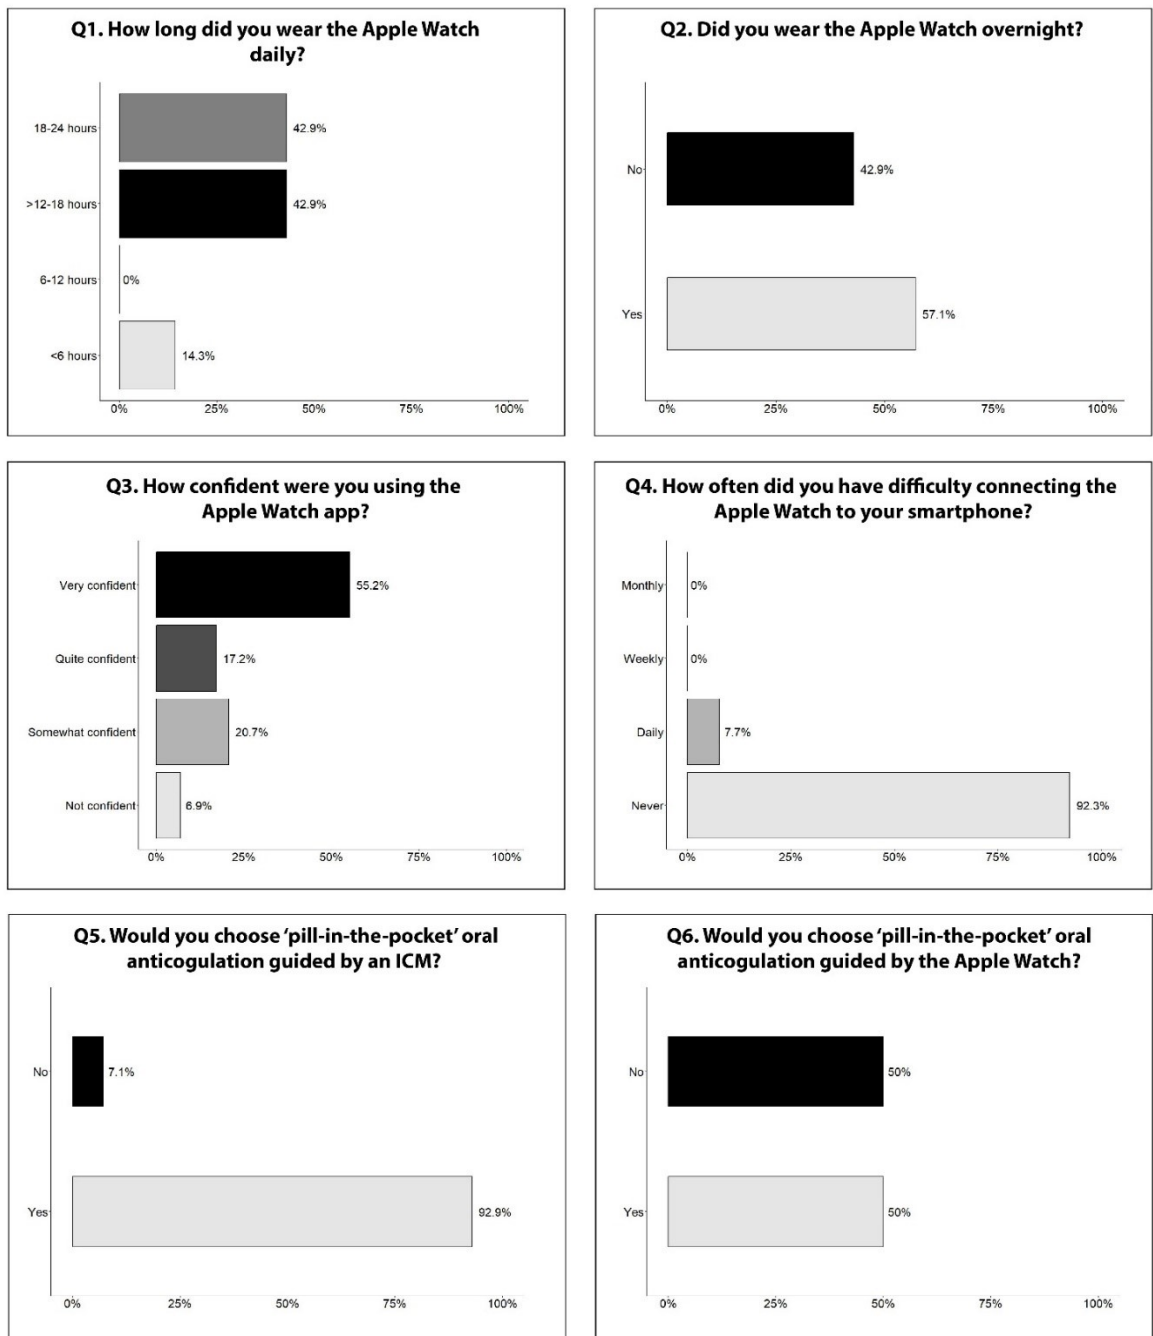 Q1. How long did you wear the Apple Watch
daily?
18-24 hours
42.9%
>12-18 hours
42.9%
6-12 hours
0%
<6 hours
14.3%
0% 25% 50% 75% 100%
Q2. Did you wear the Apple Watch overnight?
No
42.9%
Yes
57.1%
0% 25% 50% 75% 100%
Q3. How confident were you using the
Apple Watch app?
Very confident
55.2%
Quite confident
17.2%
Somewhat confident
20.7%
Not confident
6.9%
0% 25% 50% 75% 100%
Q4. How often did you have difficulty connecting the
Apple Watch to your smartphone?
Monthly
0%
Weekly
0%
Daily
7.7%
Never
92.3%
0% 25% 50% 75% 100%
Q5. Would you choose ‘pill-in-the-pocket’ oral
anticogulation guided by an ICM?
No
7.1%
Yes
92.9%
0% 25% 50% 75% 100%
Q6. Would you choose ‘pill-in-the-pocket’ oral
anticogulation guided by the Apple Watch?
No
50%
Yes
50%
0% 25% 50% 75% 100%